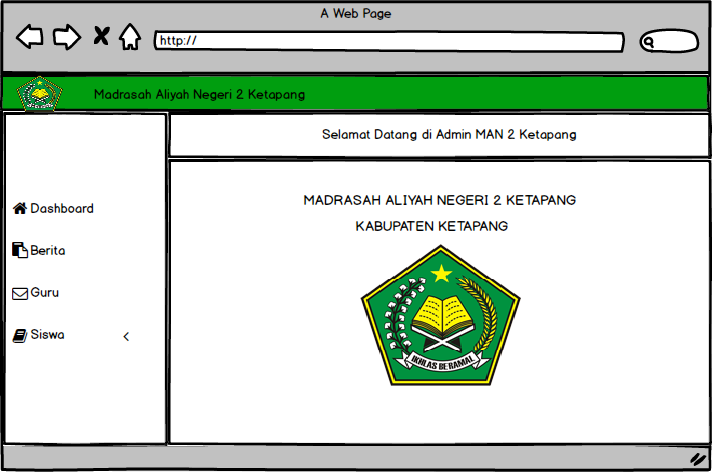 A Web Page
http://
Madrasah Aliyah Negeri 2 Ketapang
Selamat Datang di Admin MAN 2 Ketapang
Dashboard
Berita
Guru
Siswa
MADRASAH ALIYAH NEGERI 2 KETAPANG
KABUPATEN KETAPANG
IKHLAS BERAMAL